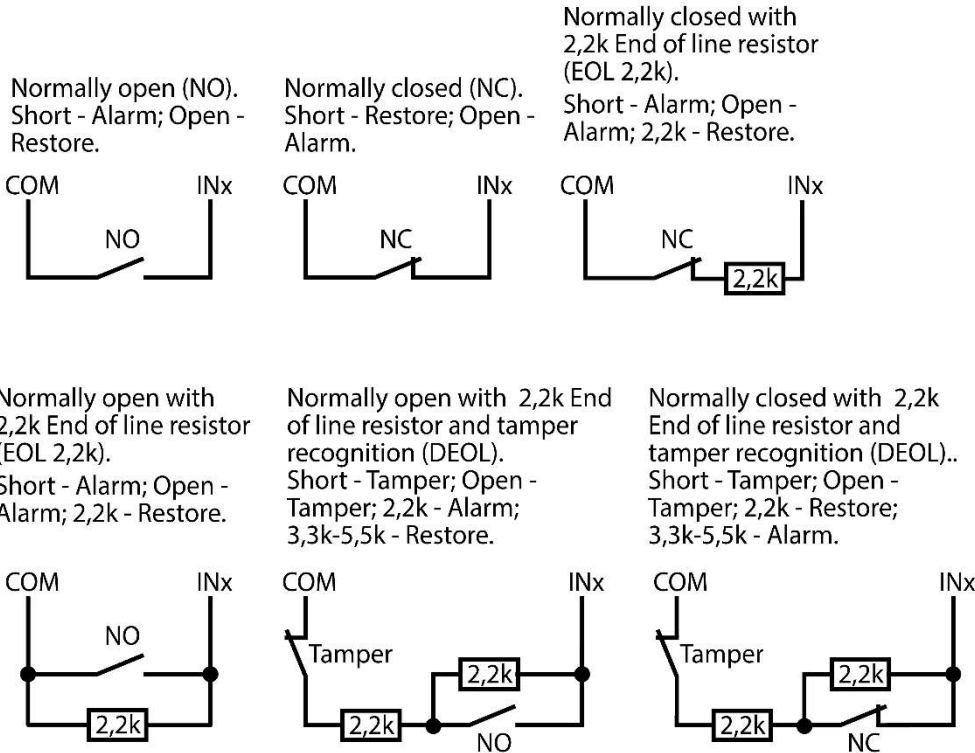 Normally open (NO).
Short - Alarm; Open -
Restore.
COM INx
NO
Normally closed (NC).
Short - Restore; Open -
Alarm.
COM INx
NC
Normally closed with
2,2k End of line resistor
(EOL 2,2k).
Short - Alarm; Open -
Alarm; 2,2k - Restore.
COM INx
NC
2,2k
Normally open with
2,2k End of line resistor
(EOL 2,2k).
Short - Alarm; Open -
Alarm; 2,2k - Restore.
COM INx
NO
2,2k
Normally open with 2,2k End
of line resistor and tamper
recognition (DEOL).
Short - Tamper; Open -
Tamper; 2,2k - Alarm;
3,3k-5,5k - Restore.
COM INx
Tamper
2,2k
2,2k
NO
Normally closed with 2,2k
End of line resistor and
tamper recognition (DEOL)..
Short - Tamper; Open -
Tamper; 2,2k - Restore;
3,3k-5,5k - Alarm.
COM INx
Tamper
2,2k
2,2k
NC